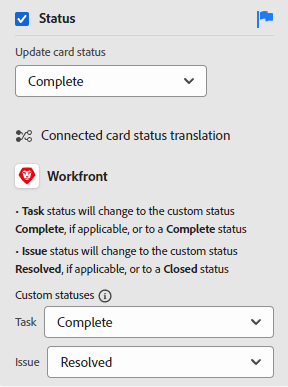 Status
Update card status
Complete
Connected card status translation
Workfront
• Task status will change to the custom status
Complete, if applicable, or to a Complete status
• Issue status will change to the custom status
Resolved, if applicable, or to a Closed status
Custom statuses
Task Complete
Issue Resolved